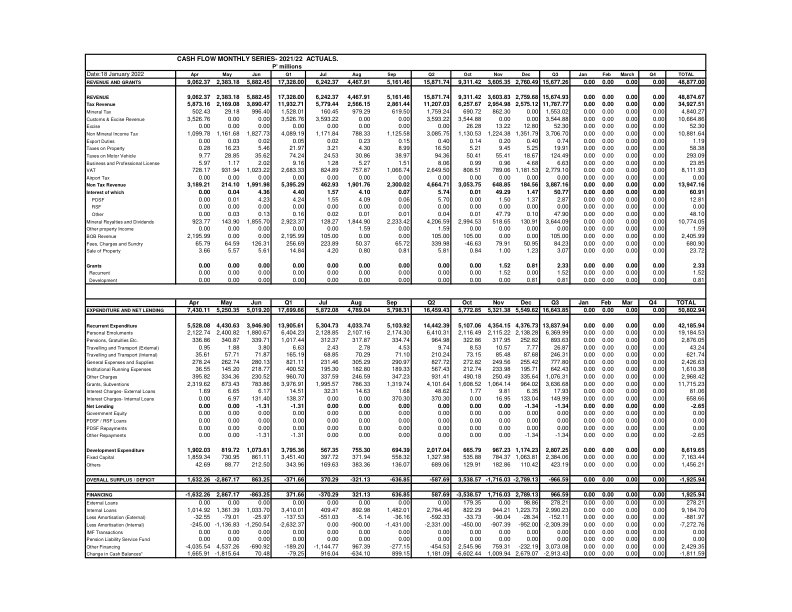 CASH FLOW MONTHLY SERIES- 2021/22 ACTUALS.
P' millions
Date:18 January 2022 Apr May Jun Q1 Jul Aug Sep Q2 Oct Nov Dec Q3 Jan Feb March Q4 TOTAL
REVENUE AND GRANTS 9,062.37 2,383.18 5,882.45 17,328.00 6,242.37 4,467.91 5,161.46 15,871.74 9,311.42 3,605.35 2,760.49 15,677.26 0.00 0.00 0.00 0.00 48,877.00
REVENUE 9,062.37 2,383.18 5,882.45 17,328.00 6,242.37 4,467.91 5,161.46 15,871.74 9,311.42 3,603.83 2,759.68 15,674.93 0.00 0.00 0.00 0.00 48,874.67
Tax Revenue 5,873.16 2,169.08 3,890.47 11,932.71 5,779.44 2,566.15 2,861.44 11,207.03 6,257.67 2,954.98 2,575.12 11,787.77 0.00 0.00 0.00 0.00 34,927.51
Mineral Tax 502.43 29.18 996.40 1,528.01 160.45 979.29 619.50 1,759.24 690.72 862.30 0.00 1,553.02 0.00 0.00 0.00 0.00 4,840.27
Customs & Excise Revenue 3,526.76 0.00 0.00 3,526.76 3,593.22 0.00 0.00 3,593.22 3,544.88 0.00 0.00 3,544.88 0.00 0.00 0.00 0.00 10,664.86
Excise 0.00 0.00 0.00 0.00 0.00 0.00 0.00 0.00 26.28 13.22 12.80 52.30 0.00 0.00 0.00 0.00 52.30
Non Mineral Income Tax 1,099.78 1,161.68 1,827.73 4,089.19 1,171.84 788.33 1,125.58 3,085.75 1,130.53 1,224.38 1,351.79 3,706.70 0.00 0.00 0.00 0.00 10,881.64
Export Duties 0.00 0.03 0.02 0.05 0.02 0.23 0.15 0.40 0.14 0.20 0.40 0.74 0.00 0.00 0.00 0.00 1.19
Taxes on Property 0.28 16.23 5.46 21.97 3.21 4.30 8.99 16.50 5.21 9.45 5.25 19.91 0.00 0.00 0.00 0.00 58.38
Taxes on Motor Vehicle 9.77 28.85 35.62 74.24 24.53 30.86 38.97 94.36 50.41 55.41 18.67 124.49 0.00 0.00 0.00 0.00 293.09
Business and Professional License 5.97 1.17 2.02 9.16 1.28 5.27 1.51 8.06 0.99 0.96 4.68 6.63 0.00 0.00 0.00 0.00 23.85
VAT 728.17 931.94 1,023.22 2,683.33 824.89 757.87 1,066.74 2,649.50 808.51 789.06 1,181.53 2,779.10 0.00 0.00 0.00 0.00 8,111.93
Airport Tax 0.00 0.00 0.00 0.00 0.00 0.00 0.00 0.00 0.00 0.00 0.00 0.00 0.00 0.00 0.00 0.00 0.00
Non Tax Revenue 3,189.21 214.10 1,991.98 5,395.29 462.93 1,901.76 2,300.02 4,664.71 3,053.75 648.85 184.56 3,887.16 0.00 0.00 0.00 0.00 13,947.16
Interest of which 0.00 0.04 4.36 4.40 1.57 4.10 0.07 5.74 0.01 49.29 1.47 50.77 0.00 0.00 0.00 0.00 60.91
PDSF 0.00 0.01 4.23 4.24 1.55 4.09 0.06 5.70 0.00 1.50 1.37 2.87 0.00 0.00 0.00 0.00 12.81
RSF 0.00 0.00 0.00 0.00 0.00 0.00 0.00 0.00 0.00 0.00 0.00 0.00 0.00 0.00 0.00 0.00 0.00
Other 0.00 0.03 0.13 0.16 0.02 0.01 0.01 0.04 0.01 47.79 0.10 47.90 0.00 0.00 0.00 0.00 48.10
Mineral Royalties and Dividends 923.77 143.90 1,855.70 2,923.37 128.27 1,844.90 2,233.42 4,206.59 2,994.53 518.65 130.91 3,644.09 0.00 0.00 0.00 0.00 10,774.05
Other property Income 0.00 0.00 0.00 0.00 0.00 1.59 0.00 1.59 0.00 0.00 0.00 0.00 0.00 0.00 0.00 0.00 1.59
BOB Revenue 2,195.99 0.00 0.00 2,195.99 105.00 0.00 0.00 105.00 105.00 0.00 0.00 105.00 0.00 0.00 0.00 0.00 2,405.99
Fees, Charges and Sundry 65.79 64.59 126.31 256.69 223.89 50.37 65.72 339.98 -46.63 79.91 50.95 84.23 0.00 0.00 0.00 0.00 680.90
Sale of Property 3.66 5.57 5.61 14.84 4.20 0.80 0.81 5.81 0.84 1.00 1.23 3.07 0.00 0.00 0.00 0.00 23.72
Grants 0.00 0.00 0.00 0.00 0.00 0.00 0.00 0.00 0.00 1.52 0.81 2.33 0.00 0.00 0.00 0.00 2.33
Recurrent 0.00 0.00 0.00 0.00 0.00 0.00 0.00 0.00 0.00 1.52 0.00 1.52 0.00 0.00 0.00 0.00 1.52
Development 0.00 0.00 0.00 0.00 0.00 0.00 0.00 0.00 0.00 0.00 0.81 0.81 0.00 0.00 0.00 0.00 0.81
Apr May Jun Q1 Jul Aug Sep Q2 Oct Nov Dec Q3 Jan Feb Mar Q4 TOTAL
EXPENDITURE AND NET LENDING 7,430.11 5,250.35 5,019.20 17,699.66 5,872.08 4,789.04 5,798.31 16,459.43 5,772.85 5,321.38 5,549.62 16,643.85 0.00 0.00 0.00 0.00 50,802.94
Recurrent Expenditure 5,528.08 4,430.63 3,946.90 13,905.61 5,304.73 4,033.74 5,103.92 14,442.39 5,107.06 4,354.15 4,376.73 13,837.94 0.00 0.00 0.00 0.00 42,185.94
Personal Emoluments 2,122.74 2,400.82 1,880.67 6,404.23 2,128.85 2,107.16 2,174.30 6,410.31 2,116.49 2,115.22 2,138.28 6,369.99 0.00 0.00 0.00 0.00 19,184.53
Pensions, Gratuities Etc. 336.86 340.87 339.71 1,017.44 312.37 317.87 334.74 964.98 322.86 317.95 252.82 893.63 0.00 0.00 0.00 0.00 2,876.05
Travelling and Transport (External) 0.95 1.88 3.80 6.63 2.43 2.78 4.53 9.74 8.53 10.57 7.77 26.87 0.00 0.00 0.00 0.00 43.24
Travelling and Transport (Internal) 35.61 57.71 71.87 165.19 68.85 70.29 71.10 210.24 73.15 85.48 87.68 246.31 0.00 0.00 0.00 0.00 621.74
General Expenses and Supplies 278.24 262.74 280.13 821.11 231.46 305.29 290.97 827.72 272.82 249.56 255.42 777.80 0.00 0.00 0.00 0.00 2,426.63
Institutional Running Expenses 36.55 145.20 218.77 400.52 195.30 182.80 189.33 567.43 212.74 233.98 195.71 642.43 0.00 0.00 0.00 0.00 1,610.38
Other Charges 395.62 334.36 230.52 960.50 337.59 246.59 347.23 931.41 490.18 250.49 335.64 1,076.31 0.00 0.00 0.00 0.00 2,968.42
Grants, Subventions 2,319.62 873.43 783.86 3,976.91 1,995.57 786.33 1,319.74 4,101.64 1,608.52 1,064.14 964.02 3,636.68 0.00 0.00 0.00 0.00 11,715.23
Interest Charges- External Loans 1.69 6.65 6.17 14.51 32.31 14.63 1.68 48.62 1.77 9.81 6.35 17.93 0.00 0.00 0.00 0.00 81.06
Interest Charges- Internal Loans 0.00 6.97 131.40 138.37 0.00 0.00 370.30 370.30 0.00 16.95 133.04 149.99 0.00 0.00 0.00 0.00 658.66
Net Lending 0.00 0.00 -1.31 -1.31 0.00 0.00 0.00 0.00 0.00 0.00 -1.34 -1.34 0.00 0.00 0.00 0.00 -2.65
Government Equity 0.00 0.00 0.00 0.00 0.00 0.00 0.00 0.00 0.00 0.00 0.00 0.00 0.00 0.00 0.00 0.00 0.00
PDSF / RSF Loans 0.00 0.00 0.00 0.00 0.00 0.00 0.00 0.00 0.00 0.00 0.00 0.00 0.00 0.00 0.00 0.00 0.00
PDSF Repayments 0.00 0.00 0.00 0.00 0.00 0.00 0.00 0.00 0.00 0.00 0.00 0.00 0.00 0.00 0.00 0.00 0.00
Other Repayments 0.00 0.00 -1.31 -1.31 0.00 0.00 0.00 0.00 0.00 0.00 -1.34 -1.34 0.00 0.00 0.00 0.00 -2.65
Development Expenditure 1,902.03 819.72 1,073.61 3,795.36 567.35 755.30 694.39 2,017.04 665.79 967.23 1,174.23 2,807.25 0.00 0.00 0.00 0.00 8,619.65
Fixed Capital 1,859.34 730.95 861.11 3,451.40 397.72 371.94 558.32 1,327.98 535.88 784.37 1,063.81 2,384.06 0.00 0.00 0.00 0.00 7,163.44
Others 42.69 88.77 212.50 343.96 169.63 383.36 136.07 689.06 129.91 182.86 110.42 423.19 0.00 0.00 0.00 0.00 1,456.21
OVERALL SURPLUS / DEFICIT 1,632.26 -2,867.17 863.25 -371.66 370.29 -321.13 -636.85 -587.69 3,538.57 -1,716.03 -2,789.13 -966.59 0.00 0.00 0.00 0.00 -1,925.94
FINANCING -1,632.26 2,867.17 -863.25 371.66 -370.29 321.13 636.85 587.69 -3,538.57 1,716.03 2,789.13 966.59 0.00 0.00 0.00 0.00 1,925.94
External Loans 0.00 0.00 0.00 0.00 0.00 0.00 0.00 0.00 179.35 0.00 98.86 278.21 0.00 0.00 0.00 0.00 278.21
Internal Loans 1,014.92 1,361.39 1,033.70 3,410.01 409.47 892.98 1,482.01 2,784.46 822.29 944.21 1,223.73 2,990.23 0.00 0.00 0.00 0.00 9,184.70
Less Amortisation (External) -32.55 -79.01 -25.97 -137.53 -551.03 -5.14 -36.16 -592.33 -33.73 -90.04 -28.34 -152.11 0.00 0.00 0.00 0.00 -881.97
Less Amortisation (Internal) -245.00 -1,136.83 -1,250.54 -2,632.37 0.00 -900.00 -1,431.00 -2,331.00 -450.00 -907.39 -952.00 -2,309.39 0.00 0.00 0.00 0.00 -7,272.76
IMF Transactions 0.00 0.00 0.00 0.00 0.00 0.00 0.00 0.00 0.00 0.00 0.00 0.00 0.00 0.00 0.00 0.00 0.00
Pension Liability Service Fund 0.00 0.00 0.00 0.00 0.00 0.00 0.00 0.00 0.00 0.00 0.00 0.00 0.00 0.00 0.00 0.00 0.00
Other Financing -4,035.54 4,537.26 -690.92 -189.20 -1,144.77 967.39 -277.15 -454.53 2,545.96 759.31 -232.19 3,073.08 0.00 0.00 0.00 0.00 2,429.35
Change in Cash Balances* 1,665.91 -1,815.64 70.48 -79.25 916.04 -634.10 899.15 1,181.09 -6,602.44 1,009.94 2,679.07 -2,913.43 0.00 0.00 0.00 0.00 -1,811.59